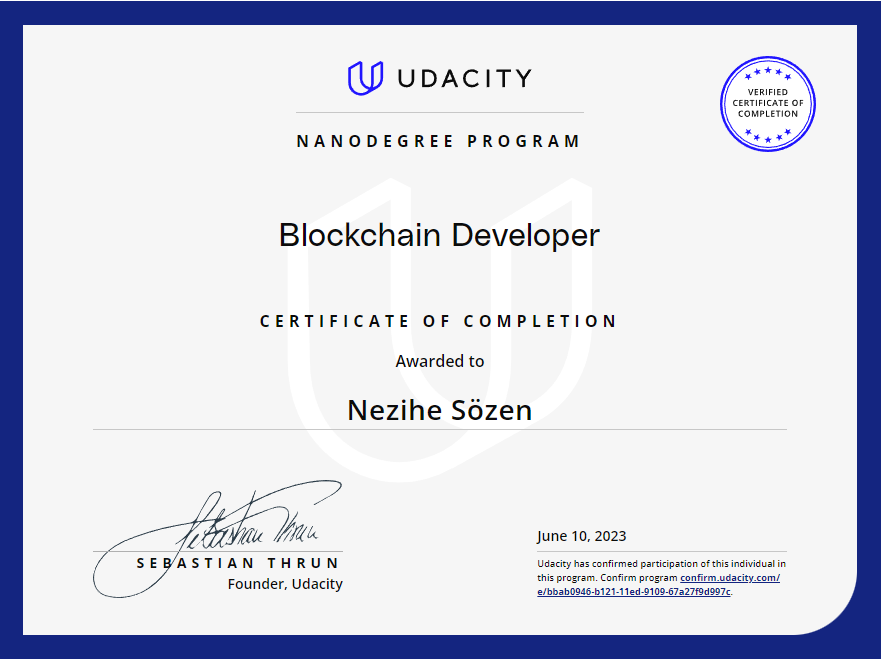 UDACITY
VERIFIED
CERTIFICATE OF
COMPLETION
NANODEGREE PROGRAM
Blockchain Developer
CERTIFICATE OF COMPLETION
Awarded to
Nezihe Sözen
Sebastian Thrun
SEBASTIAN THRUN
Founder, Udacity
June 10, 2023
Udacity has confirmed participation of this individual in
this program. Confirm program confirm.udacity.com/
e/bbab0946-b121-11ed-9109-67a27f9d997c.